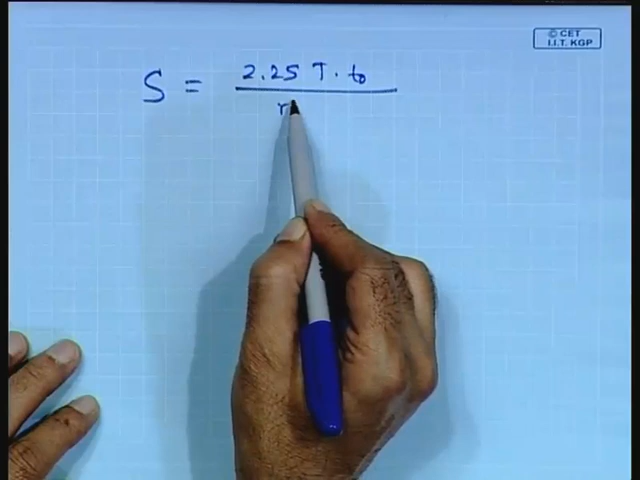 © CET
I.I.T. KGP
S = 2.25 T. t₀
r